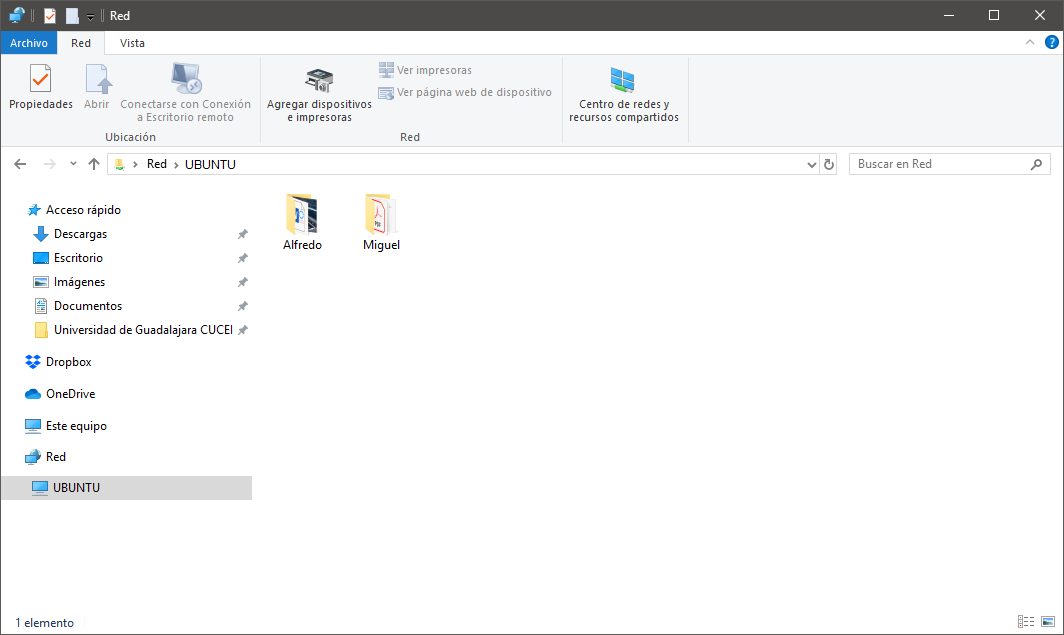 Red
Archivo
Red
Vista
?
Propiedades
Abrir
Conectarse con Conexión
a Escritorio remoto
Ubicación
Agregar dispositivos
e impresoras
Ver impresoras
Ver página web de dispositivo
Red
Centro de redes y
recursos compartidos
Red
UBUNTU
Buscar en Red
Acceso rápido
Descargas
Escritorio
Imágenes
Documentos
Universidad de Guadalajara CUCEI
Dropbox
OneDrive
Este equipo
Red
UBUNTU
PDF
Alfredo
Miguel
1 elemento